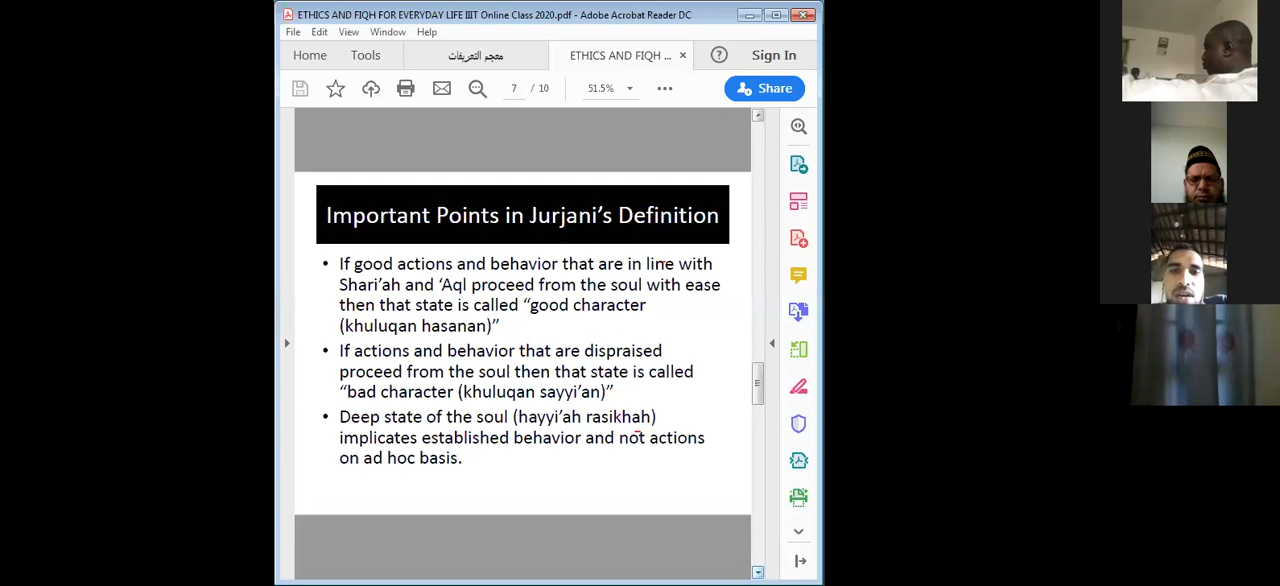 ETHICS AND FIQH FOR EVERYDAY LIFE IIIT Online Class 2020.pdf - Adobe Acrobat Reader DC
File Edit View Window Help
Home Tools معجم التعريفات ETHICS AND FIQH ... × ? Sign In
7 / 10 51.5% Share
Important Points in Jurjani's Definition
• If good actions and behavior that are in line with
Shari'ah and 'Aql proceed from the soul with ease
then that state is called “good character
(khuluqan hasanan)”
• If actions and behavior that are dispraised
proceed from the soul then that state is called
“bad character (khuluqan sayyi'an)”
• Deep state of the soul (hayyi'ah rasikhah)
implicates established behavior and not actions
on ad hoc basis.